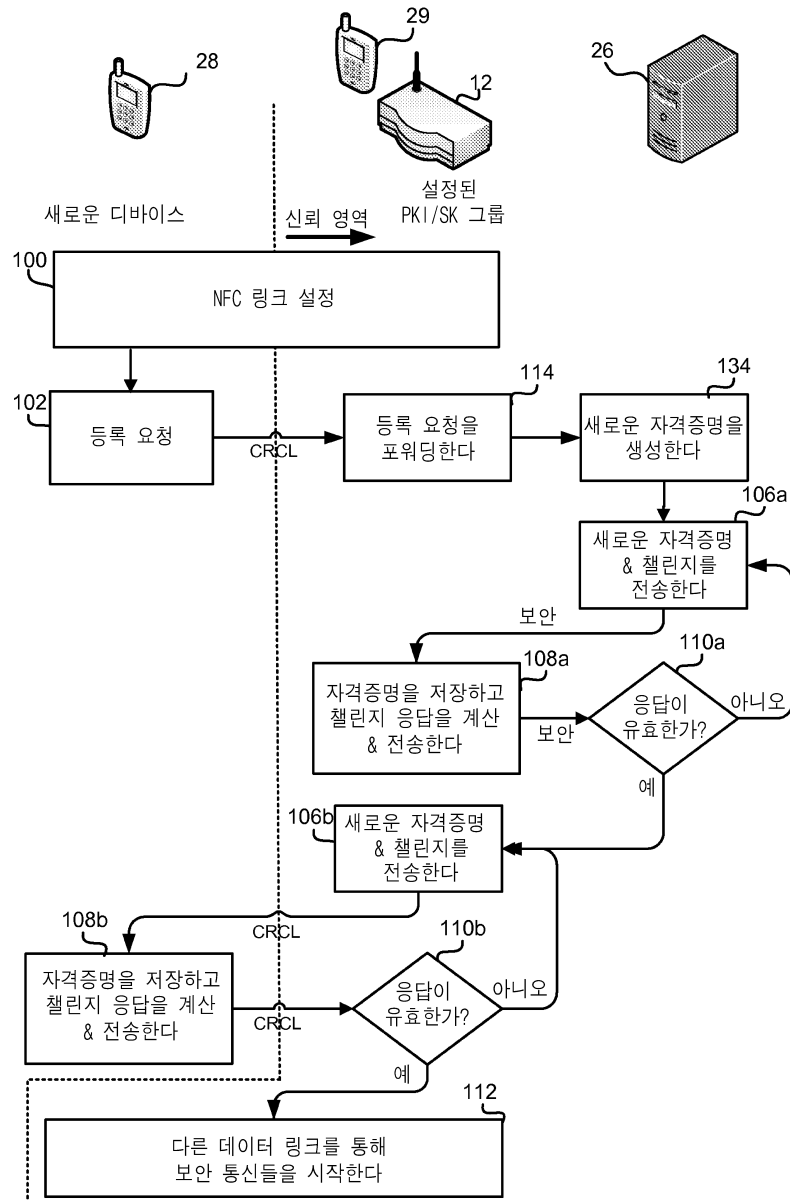 28
29
12
26
새로운 디바이스
신뢰 영역
설정된
PKI/SK 그룹
100
NFC 링크 설정
102
등록 요청
CRCL
114
등록 요청을
포워딩한다
134
새로운 자격증명을
생성한다
106a
새로운 자격증명
& 챌린지를
전송한다
보안
108a
자격증명을 저장하고
챌린지 응답을 계산
& 전송한다
보안
110a
응답이
유효한가?
아니오
예
106b
새로운 자격증명
& 챌린지를
전송한다
CRCL
108b
자격증명을 저장하고
챌린지 응답을 계산
& 전송한다
CRCL
110b
응답이
유효한가?
아니오
예
112
다른 데이터 링크를 통해
보안 통신들을 시작한다